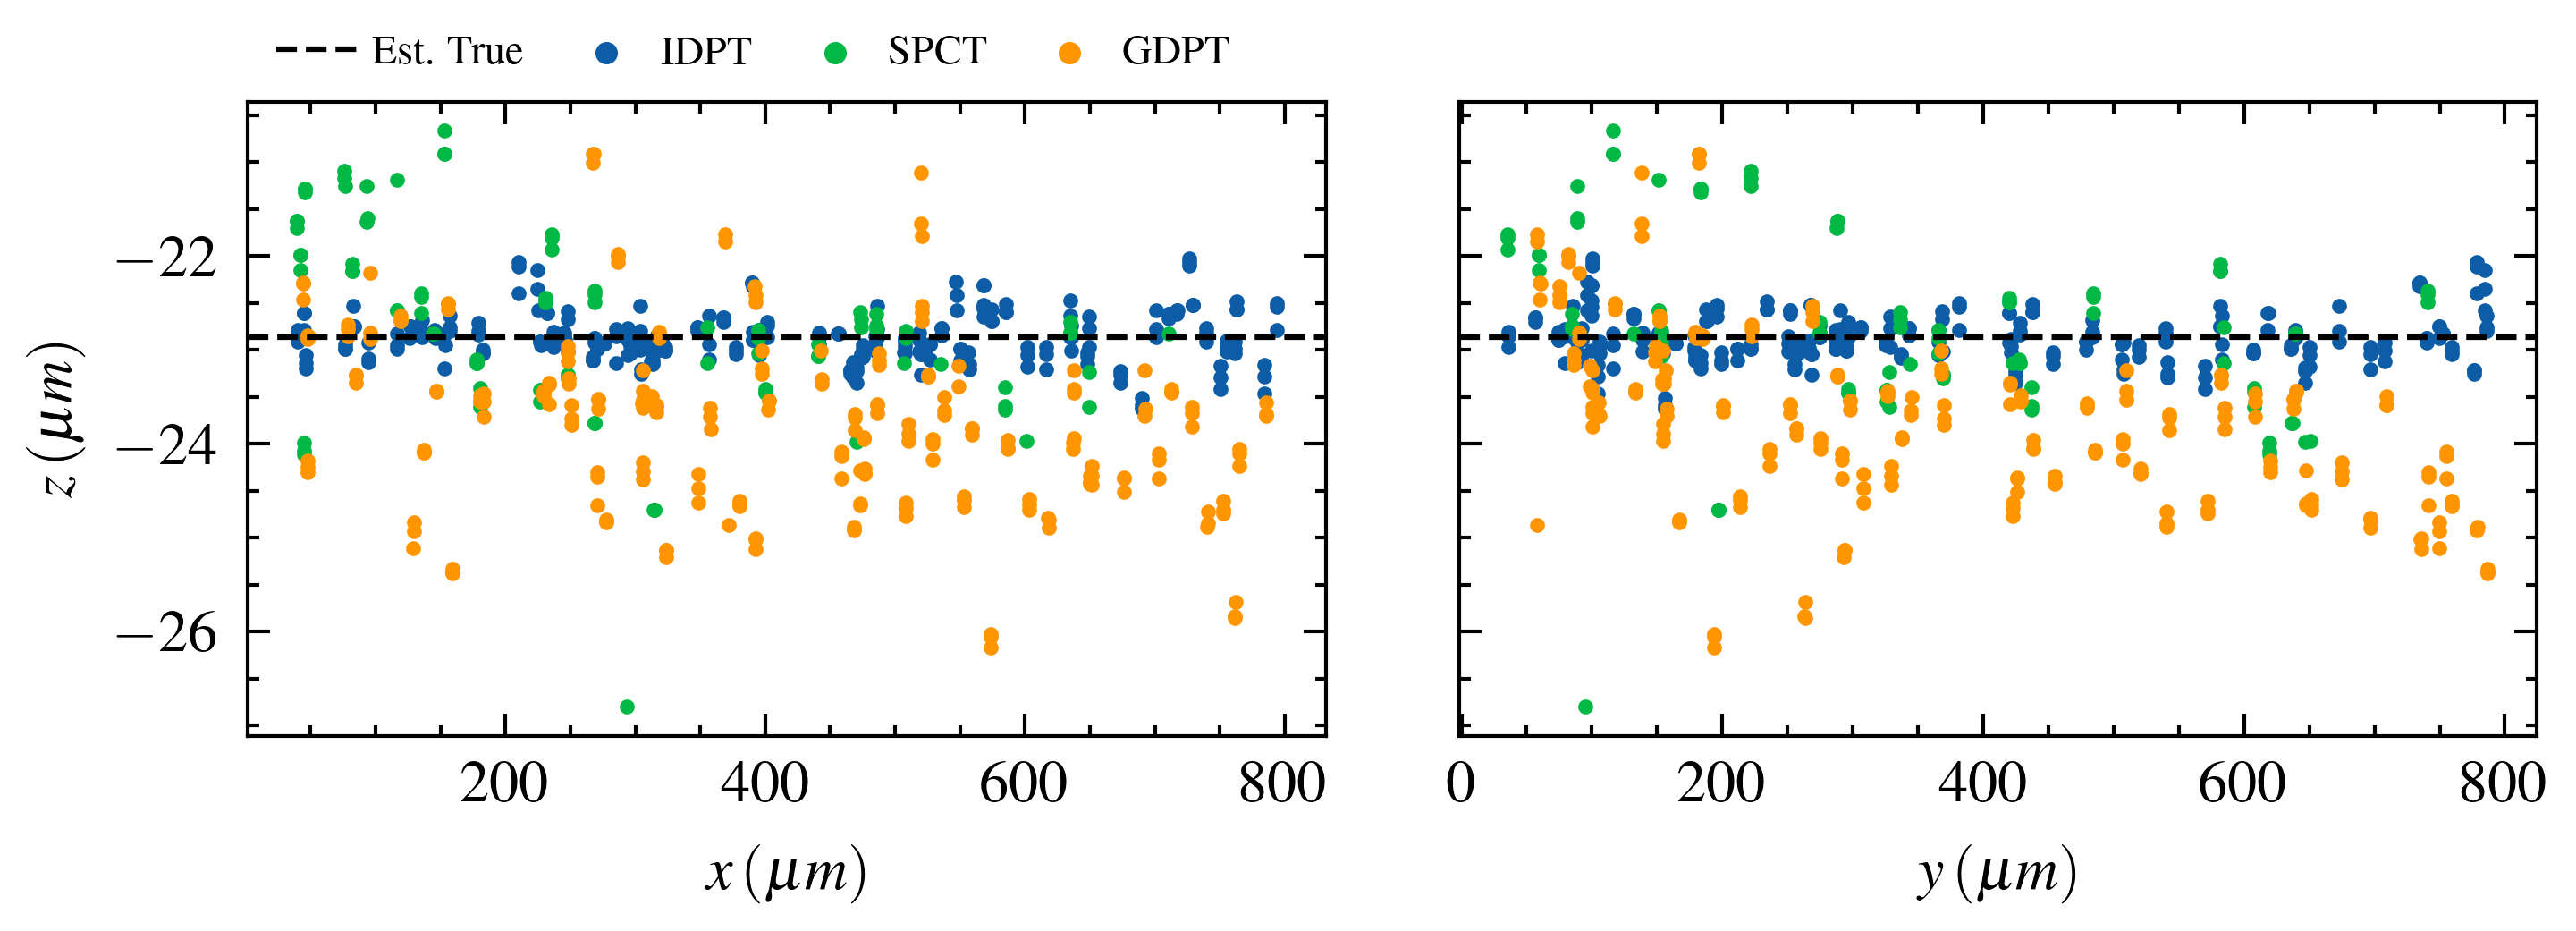 Est. True IDPT SPCT GDPT
z (μm)
−22
−24
−26
200 400 600 800
0 200 400 600 800
x (μm)
y (μm)